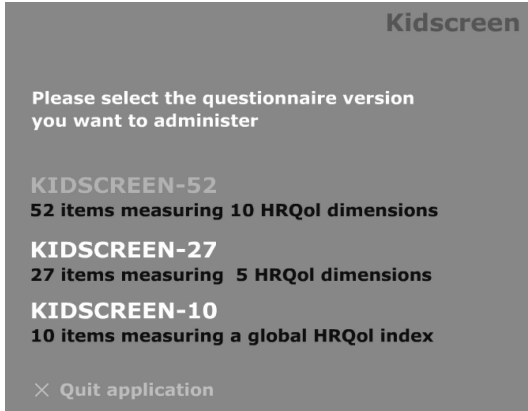 Kidscreen
Please select the questionnaire version
you want to administer
KIDSCREEN-52
52 items measuring 10 HRQol dimensions
KIDSCREEN-27
27 items measuring  5 HRQol dimensions
KIDSCREEN-10
10 items measuring a global HRQol index
× Quit application